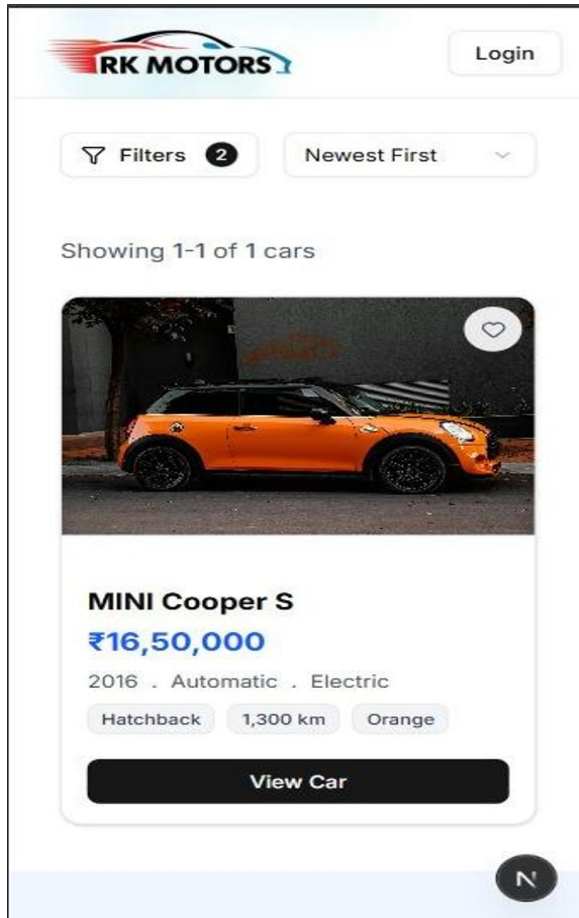 RK MOTORS
Login
Filters 2
Newest First
Showing 1-1 of 1 cars
MINI Cooper S
₹16,50,000
2016 . Automatic . Electric
Hatchback
1,300 km
Orange
View Car
N